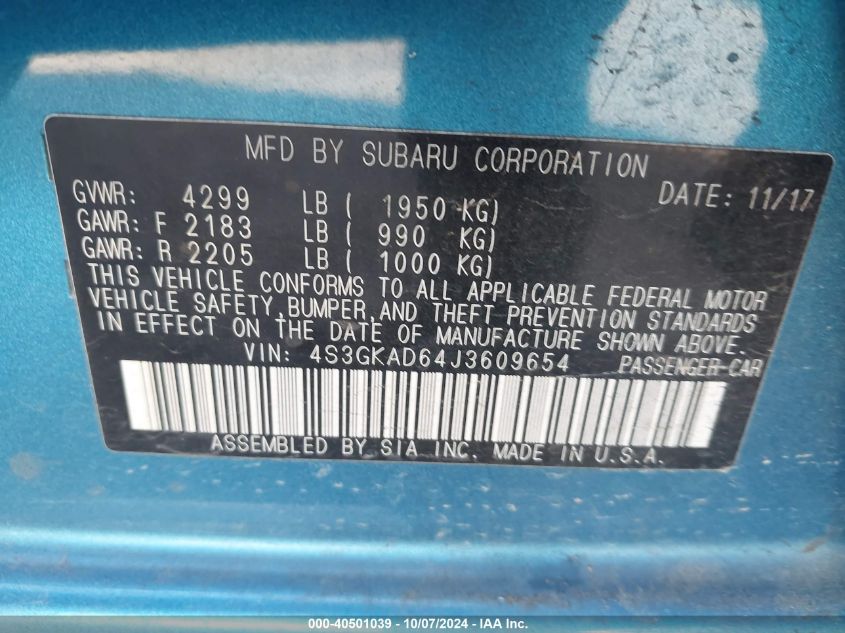 MFD BY SUBARU CORPORATION
GVWR: 4299 LB ( 1950 KG) DATE: 11/17
GAWR: F 2183 LB ( 990 KG)
GAWR: R 2205 LB ( 1000 KG)
THIS VEHICLE CONFORMS TO ALL APPLICABLE FEDERAL MOTOR
VEHICLE SAFETY,BUMPER,AND THEFT PREVENTION STANDARDS
IN EFFECT ON THE DATE OF MANUFACTURE SHOWN ABOVE.
VIN: 4S3GKAD64J3609654 PASSENGER-CAR
ASSEMBLED BY SIA INC. MADE IN U.S.A.
000-40501039 - 10/07/2024 - IAA Inc.